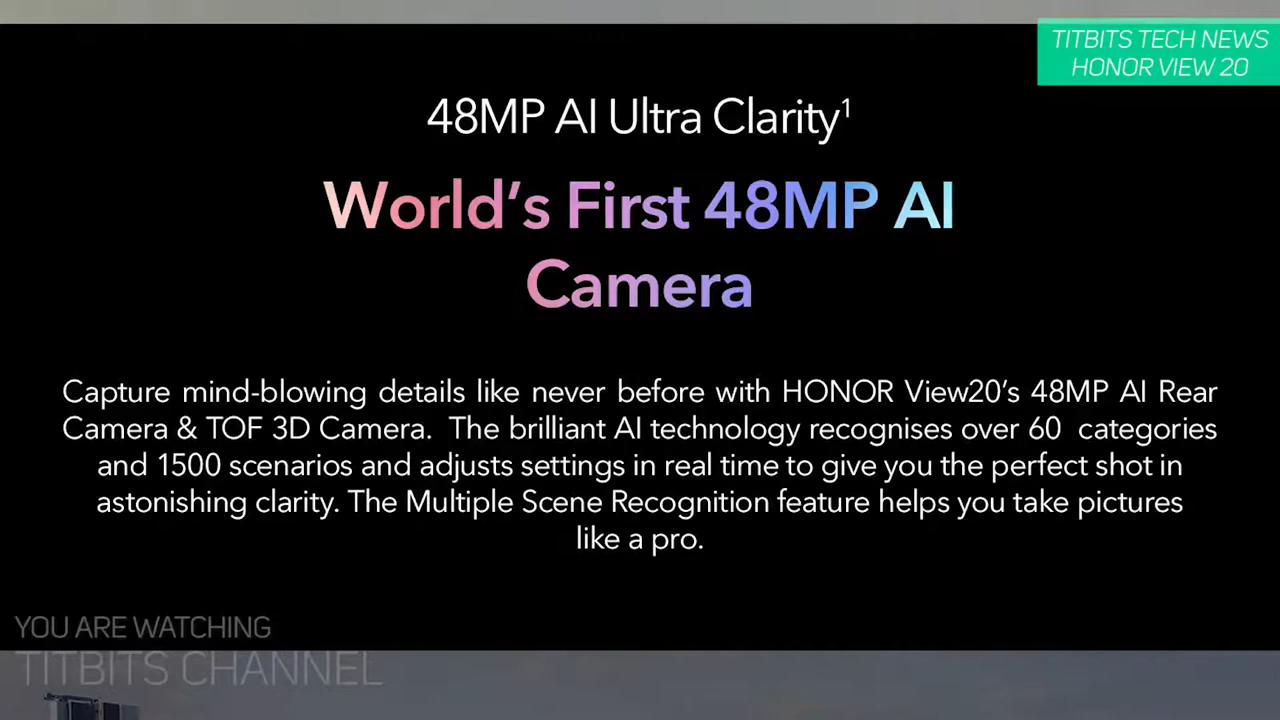 TITBITS TECH NEWS
HONOR VIEW 20
48MP AI Ultra Clarity¹
World's First 48MP AI
Camera
Capture mind-blowing details like never before with HONOR View20's 48MP AI Rear
Camera & TOF 3D Camera. The brilliant AI technology recognises over 60 categories
and 1500 scenarios and adjusts settings in real time to give you the perfect shot in
astonishing clarity. The Multiple Scene Recognition feature helps you take pictures
like a pro.
YOU ARE WATCHING
TITBITS CHANNEL